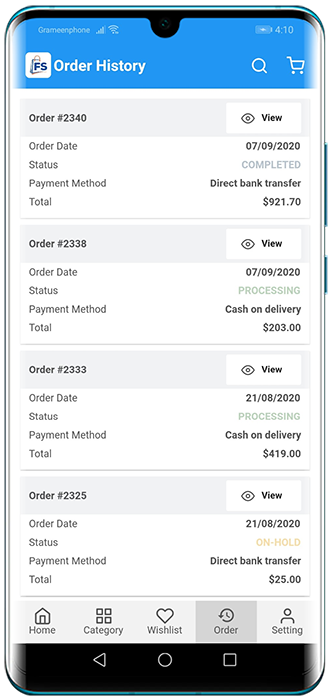 Grameenphone 4:10
FS Order History
Order #2340 View
Order Date 07/09/2020
Status COMPLETED
Payment Method Direct bank transfer
Total $921.70
Order #2338 View
Order Date 07/09/2020
Status PROCESSING
Payment Method Cash on delivery
Total $203.00
Order #2333 View
Order Date 21/08/2020
Status PROCESSING
Payment Method Cash on delivery
Total $419.00
Order #2325 View
Order Date 21/08/2020
Status ON-HOLD
Payment Method Direct bank transfer
Total $25.00
Home Category Wishlist Order Setting